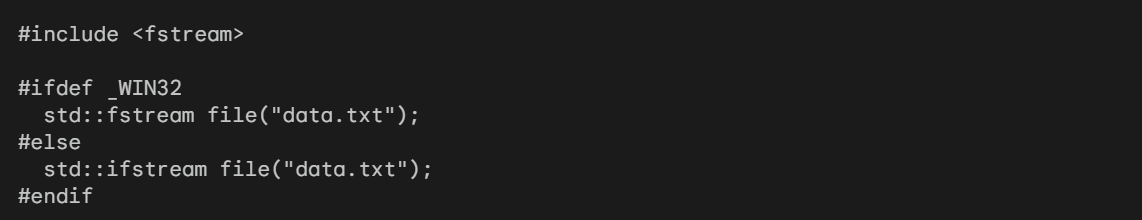 #include <fstream>
#ifdef _WIN32
std::fstream file("data.txt");
#else
std::ifstream file("data.txt");
#endif